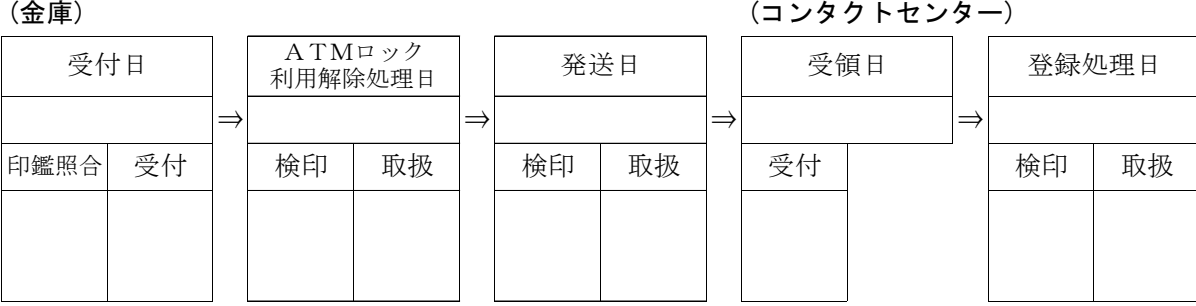 （金庫）
（コンタクトセンター）
受付日
ＡＴＭロック
利用解除処理日
発送日
受領日
登録処理日
⇒ ⇒ ⇒ ⇒
印鑑照合 受付 検印 取扱 検印 取扱 受付 検印 取扱